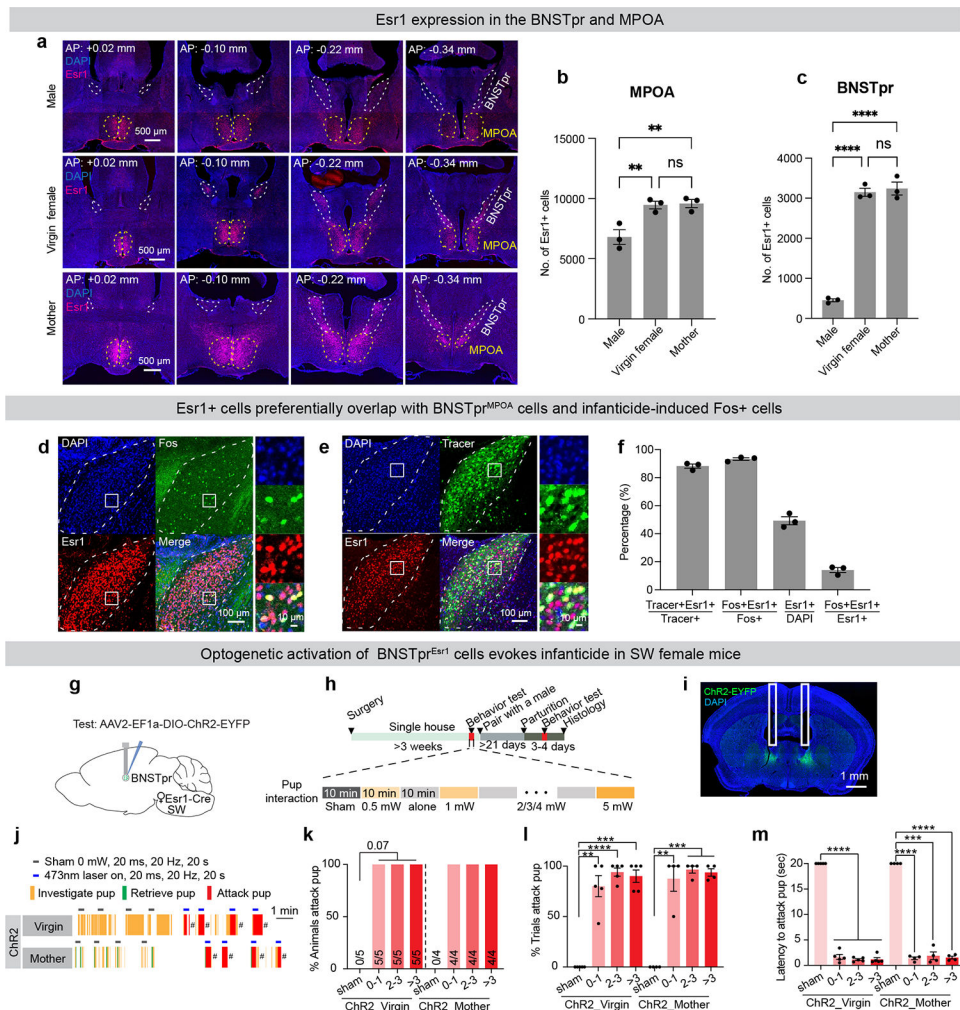 Esr1 expression in the BNSTpr and MPOA
a
AP: +0.02 mm
AP: -0.10 mm
AP: -0.22 mm
AP: -0.34 mm
DAPI
Esr1
Male
500 µm
BNSTpr
MPOA
AP: +0.02 mm
AP: -0.10 mm
AP: -0.22 mm
AP: -0.34 mm
DAPI
Esr1
Virgin female
500 µm
BNSTpr
MPOA
AP: +0.02 mm
AP: -0.10 mm
AP: -0.22 mm
AP: -0.34 mm
DAPI
Esr1
Mother
500 µm
BNSTpr
MPOA
b
MPOA
**
** ns
15000
10000
5000
0
No. of Esr1+ cells
Male
Virgin female
Mother
c
BNSTpr
****
**** ns
4000
3000
2000
1000
0
No. of Esr1+ cells
Male
Virgin female
Mother
Esr1+ cells preferentially overlap with BNSTprMPOA cells and infanticide-induced Fos+ cells
d
DAPI Fos
Esr1 Merge
100 µm
10 µm
e
DAPI Tracer
Esr1 Merge
100 µm
10 µm
f
100
80
60
40
20
0
Percentage (%)
Tracer+Esr1+ Fos+Esr1+ Esr1+ Fos+Esr1+
Tracer+ Fos+ DAPI Esr1+
Optogenetic activation of BNSTprEsr1 cells evokes infanticide in SW female mice
g
Test: AAV2-EF1a-DIO-ChR2-EYFP
BNSTpr
♀Esr1-Cre
SW
h
Surgery
Behavior test
Pair with a male
Parturition
Behavior test
Histology
Single house
>3 weeks >21 days 3-4 days
Pup
interaction
10 min 10 min 10 min 10 min • • •
Sham 0.5 mW alone 1 mW 2/3/4 mW 5 mW
i
ChR2-EYFP
DAPI
1 mm
j
Sham 0 mW, 20 ms, 20 Hz, 20 s
473nm laser on, 20 ms, 20 Hz, 20 s
Investigate pup Retrieve pup Attack pup
1 min
ChR2
Virgin # # # #
Mother # # # #
k
0.07
100
80
60
40
20
0
% Animals attack pup
0/5 5/5 5/5 5/5 0/4 4/4 4/4 4/4
sham 0-1 2-3 >3 sham 0-1 2-3 >3
ChR2_Virgin ChR2_Mother
l
***
****
**
***
**
100
80
60
40
20
0
% Trials attack pup
sham 0-1 2-3 >3 sham 0-1 2-3 >3
ChR2_Virgin ChR2_Mother
m
****
****
***
****
20
15
10
5
0
Latency to attack pup (sec)
sham 0-1 2-3 >3 sham 0-1 2-3 >3
ChR2_Virgin ChR2_Mother